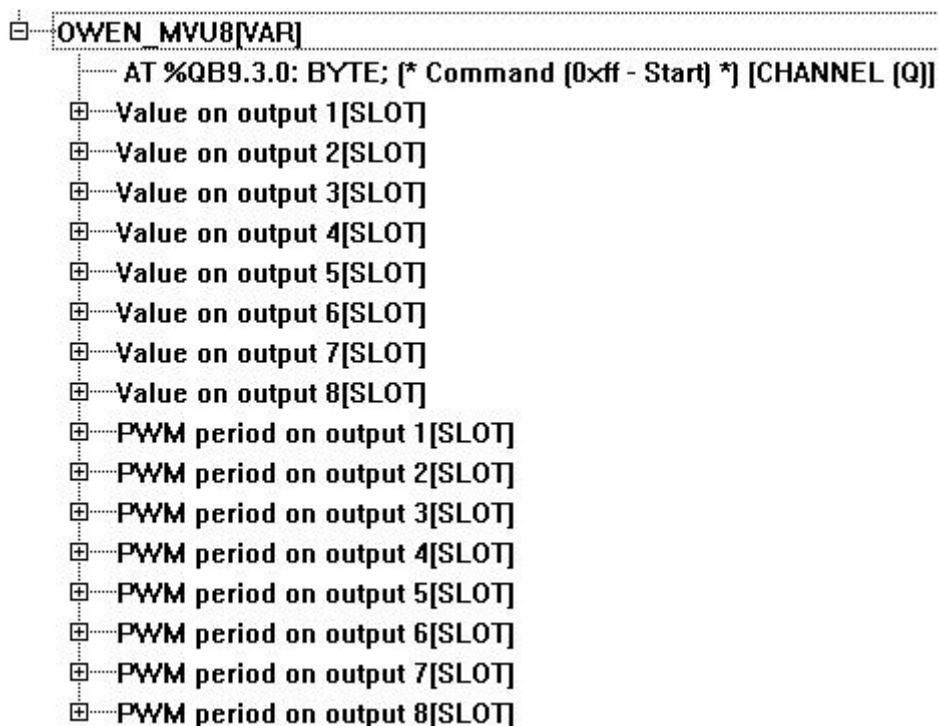 OWEN_MVU8[VAR]
AT %QB9.3.0: BYTE; (* Command (0xff - Start) *) [CHANNEL (Q)]
Value on output 1[SLOT]
Value on output 2[SLOT]
Value on output 3[SLOT]
Value on output 4[SLOT]
Value on output 5[SLOT]
Value on output 6[SLOT]
Value on output 7[SLOT]
Value on output 8[SLOT]
PWM period on output 1[SLOT]
PWM period on output 2[SLOT]
PWM period on output 3[SLOT]
PWM period on output 4[SLOT]
PWM period on output 5[SLOT]
PWM period on output 6[SLOT]
PWM period on output 7[SLOT]
PWM period on output 8[SLOT]